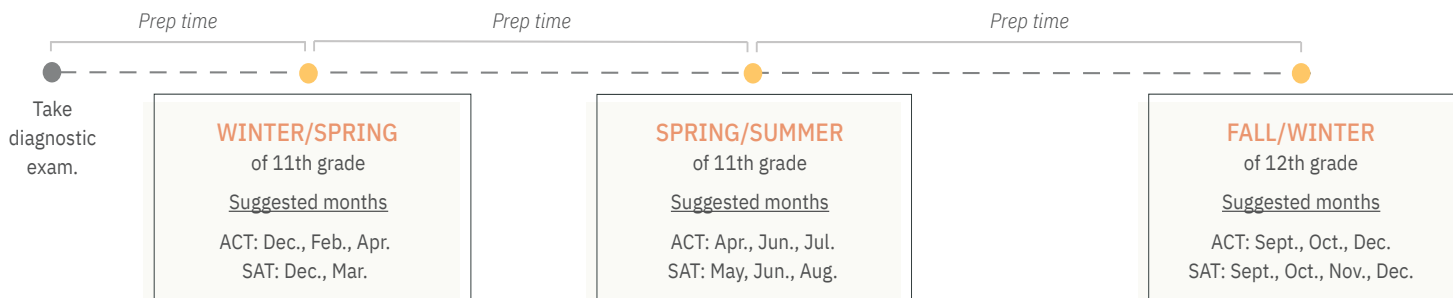 Prep time
Prep time
Prep time
Take
diagnostic
exam.
WINTER/SPRING
of 11th grade
Suggested months
ACT: Dec., Feb., Apr.
SAT: Dec., Mar.
SPRING/SUMMER
of 11th grade
Suggested months
ACT: Apr., Jun., Jul.
SAT: May, Jun., Aug.
FALL/WINTER
of 12th grade
Suggested months
ACT: Sept., Oct., Dec.
SAT: Sept., Oct., Nov., Dec.